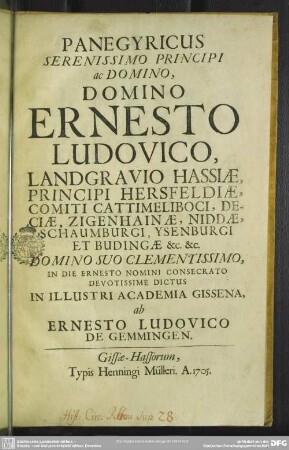 PANEGYRICUS
SERENISSIMO PRINCIPI
ac DOMINO,
DOMINO
ERNESTO
LUDOVICO,
LANDGRAVIO HASSIÆ,
PRINCIPI HERSFELDIÆ,
COMITI CATTIMELIBOCI, DE-
CIÆ, ZIGENHAINÆ, NIDDÆ,
SCHAUMBURGI, YSENBURGI
ET BUDINGÆ &c. &c.
DOMINO SUO CLEMENTISSIMO,
IN DIE ERNESTO NOMINI CONSECRATO
DEVOTISSIME DICTUS
IN ILLUSTRI ACADEMIA GISSENA,
ab
ERNESTO LUDOVICO
DE GEMMINGEN.
Gissæ-Hassorum,
Typis Henningi Mülleri. A. 1705.
28
DFG